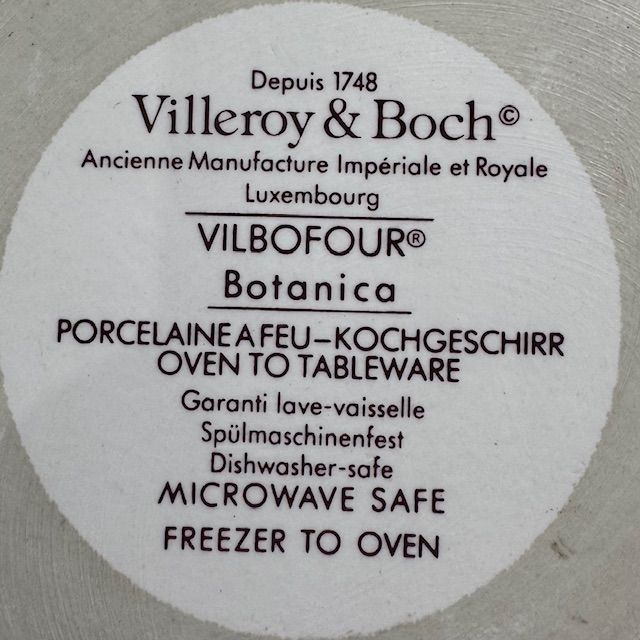 Depuis 1748
Villeroy & Boch©
Ancienne Manufacture Impériale et Royale
Luxembourg
VILBOFOUR®
Botanica
PORCELAINE A FEU–KOCHGESCHIRR
OVEN TO TABLEWARE
Garanti lave-vaisselle
Spülmaschinenfest
Dishwasher-safe
MICROWAVE SAFE
FREEZER TO OVEN